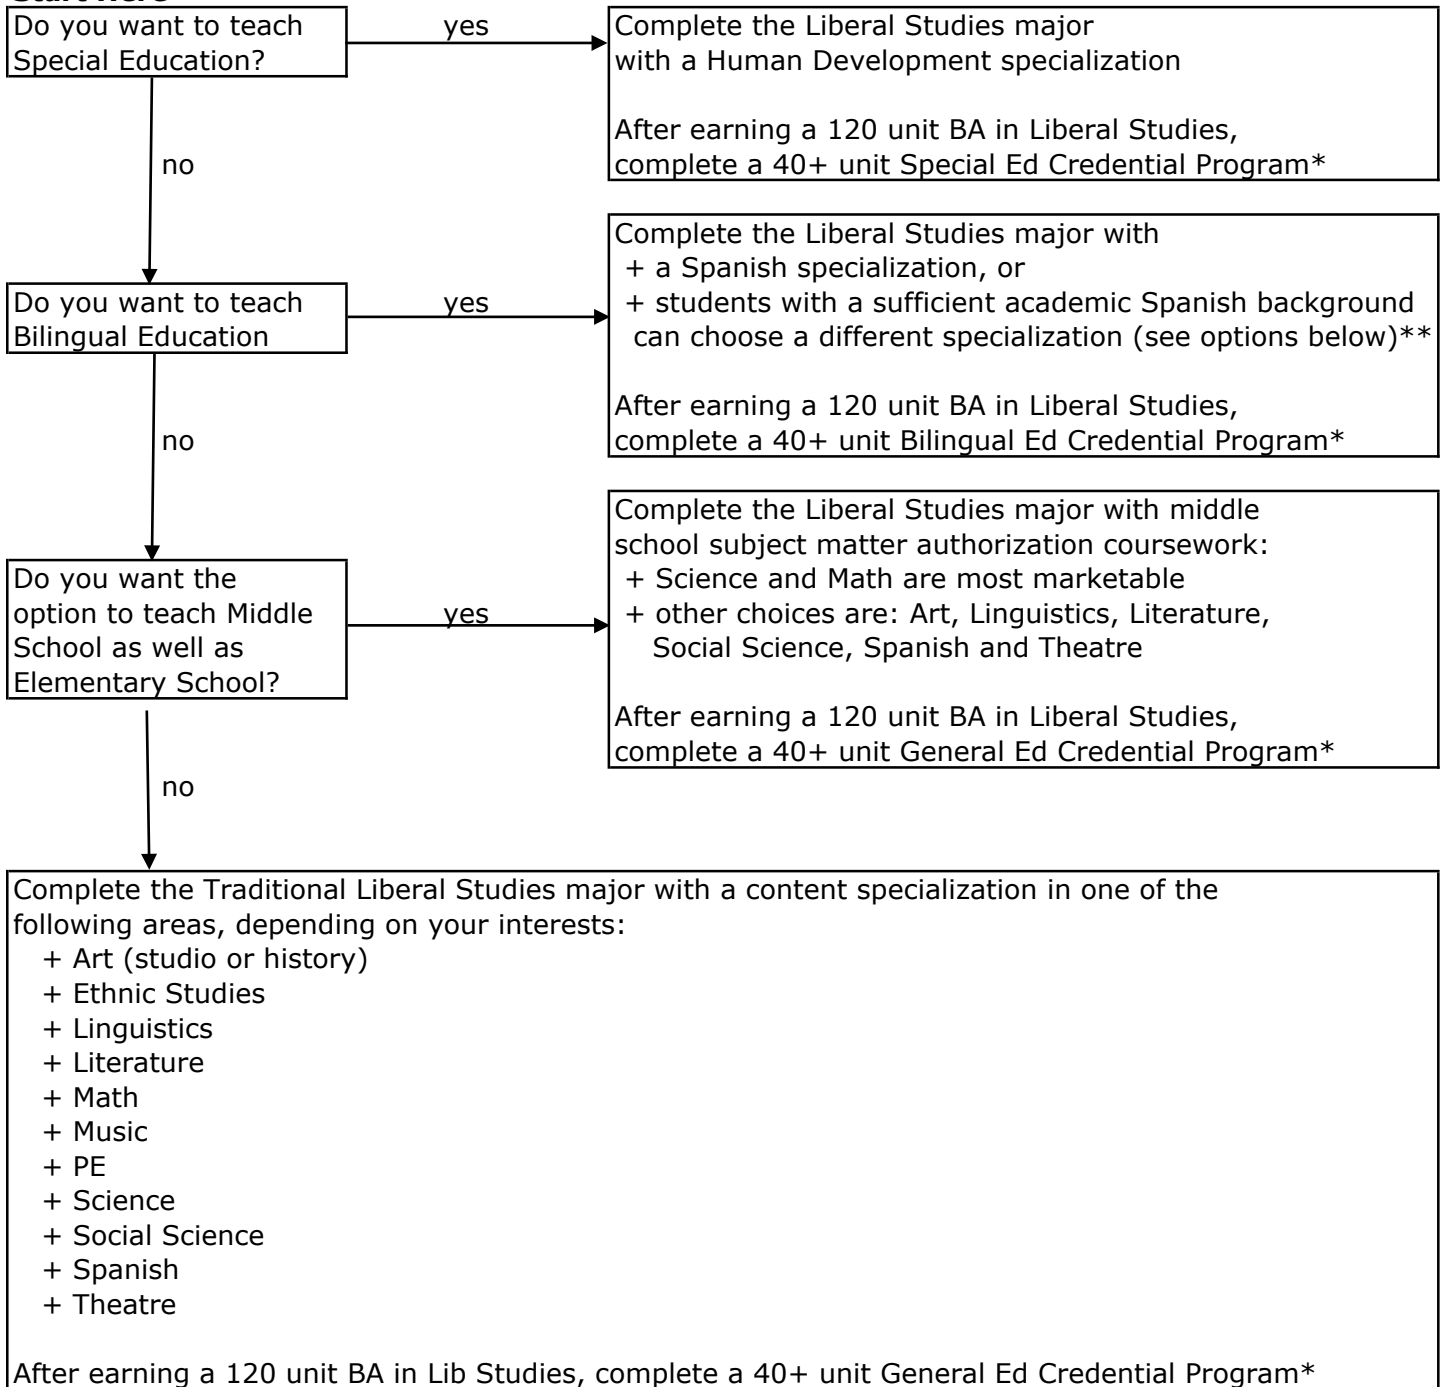 Start Here
Do you want to teach
Special Education?
yes
Complete the Liberal Studies major
with a Human Development specialization
After earning a 120 unit BA in Liberal Studies,
complete a 40+ unit Special Ed Credential Program*
no
Do you want to teach
Bilingual Education
yes
Complete the Liberal Studies major with
+ a Spanish specialization, or
+ students with a sufficient academic Spanish background
can choose a different specialization (see options below)**
After earning a 120 unit BA in Liberal Studies,
complete a 40+ unit Bilingual Ed Credential Program*
no
Do you want the
option to teach Middle
School as well as
Elementary School?
yes
Complete the Liberal Studies major with middle
school subject matter authorization coursework:
+ Science and Math are most marketable
+ other choices are: Art, Linguistics, Literature,
Social Science, Spanish and Theatre
After earning a 120 unit BA in Liberal Studies,
complete a 40+ unit General Ed Credential Program*
no
Complete the Traditional Liberal Studies major with a content specialization in one of the
following areas, depending on your interests:
+ Art (studio or history)
+ Ethnic Studies
+ Linguistics
+ Literature
+ Math
+ Music
+ PE
+ Science
+ Social Science
+ Spanish
+ Theatre
After earning a 120 unit BA in Lib Studies, complete a 40+ unit General Ed Credential Program*